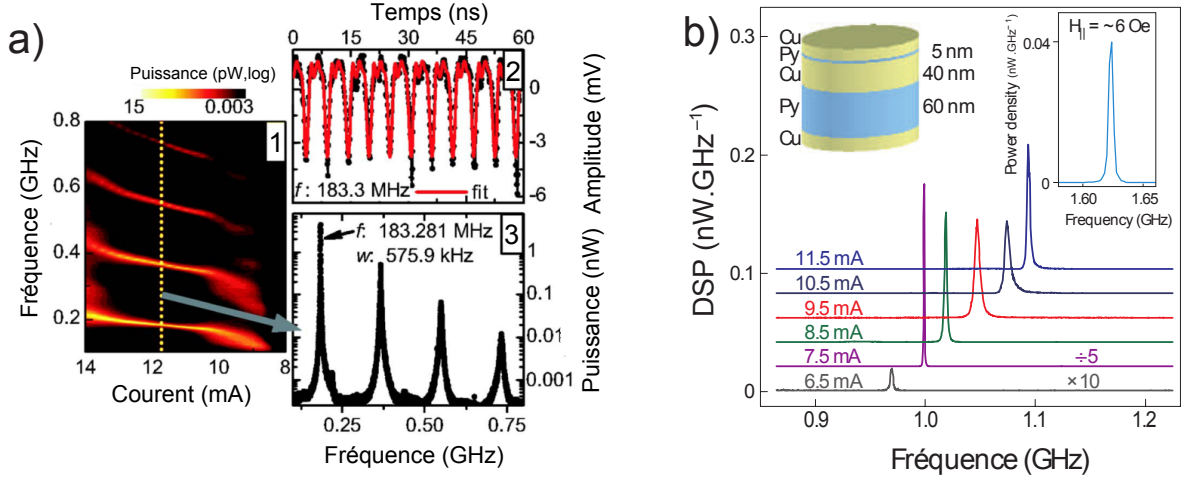 a)
Puissance (pW,log)
15 0.003
1
0.8
0.6
0.4
0.2
Fréquence (GHz)
14 12 10 8
Courent (mA)
Temps (ns)
0 15 30 45 60
2
0
-3
-6
Amplitude (mV)
f : 183.3 MHz fit
3
f: 183.281 MHz
w: 575.9 kHz
1
0.1
0.01
0.001
Puissance (nW)
0.25 0.50 0.75
Fréquence (GHz)
b)
0.3
0.2
0.1
0
DSP (nW.GHz⁻¹)
Cu
Py
Cu
Py
Cu
5 nm
40 nm
60 nm
H|| = ~6 Oe
0.04
0
Power density (nW.GHz⁻¹)
1.60 1.65
Frequency (GHz)
11.5 mA
10.5 mA
9.5 mA
8.5 mA
7.5 mA ÷5
6.5 mA ×10
0.9 1.0 1.1 1.2
Fréquence (GHz)